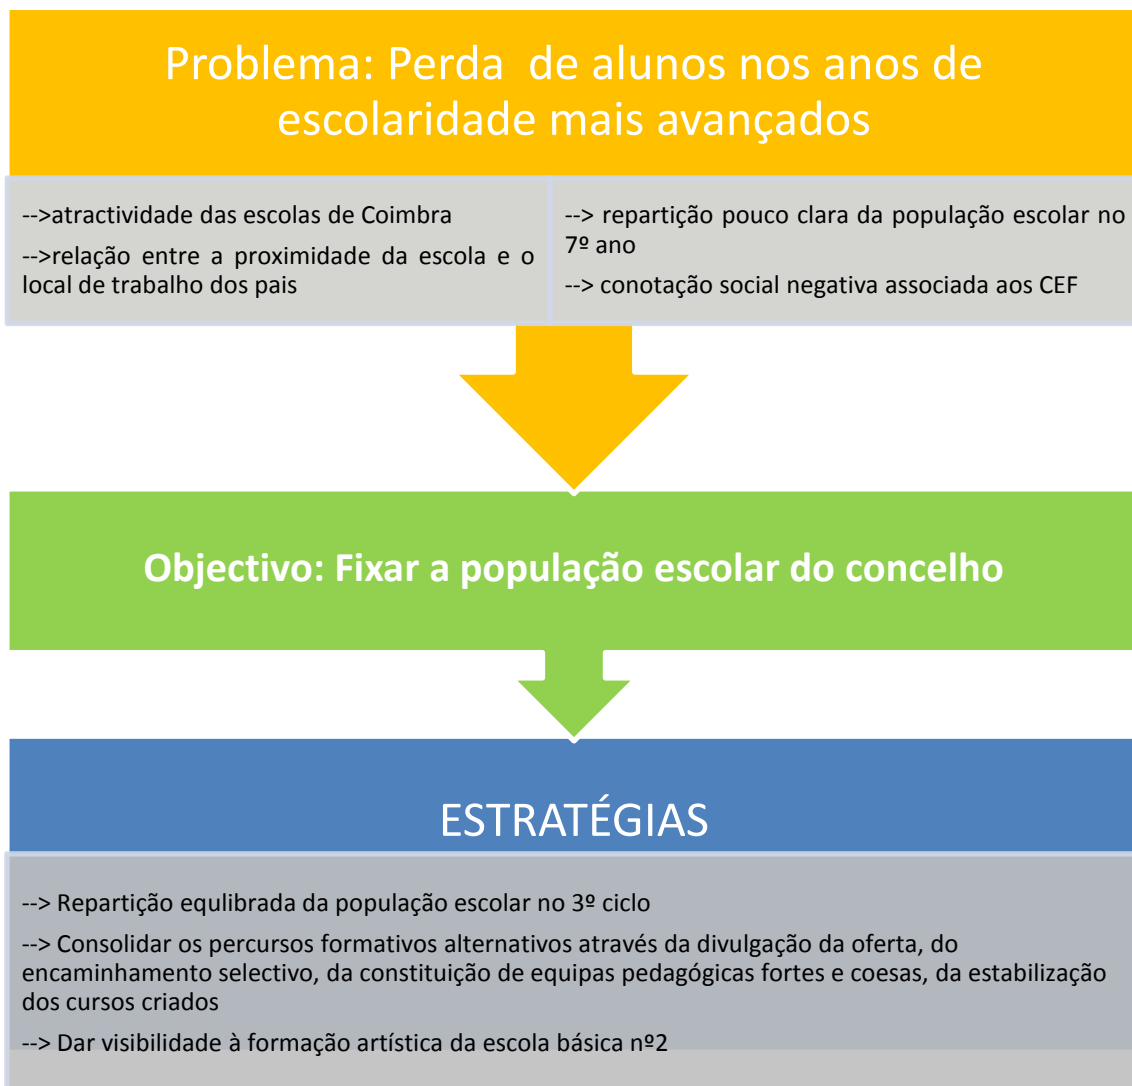 Problema: Perda  de alunos nos anos de
escolaridade mais avançados
-->atractividade das escolas de Coimbra
-->relação entre a proximidade da escola e o
local de trabalho dos pais
--> repartição pouco clara da população escolar no
7º ano
--> conotação social negativa associada aos CEF
Objectivo: Fixar a população escolar do concelho
ESTRATÉGIAS
--> Repartição equlibrada da população escolar no 3º ciclo
--> Consolidar os percursos formativos alternativos através da divulgação da oferta, do
encaminhamento selectivo, da constituição de equipas pedagógicas fortes e coesas, da estabilização
dos cursos criados
--> Dar visibilidade à formação artística da escola básica nº2